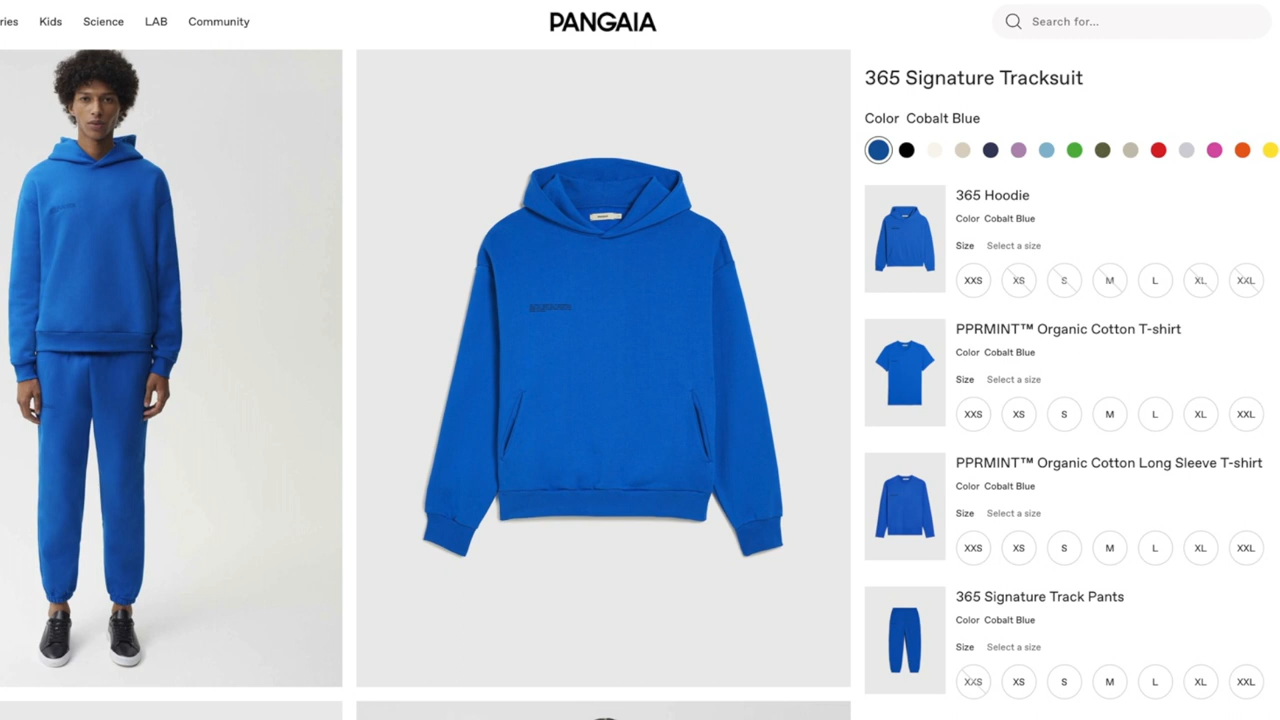 ries Kids Science LAB Community
PANGAIA
Search for...
365 Signature Tracksuit
Color Cobalt Blue
365 Hoodie
Color Cobalt Blue
Size Select a size
XXS XS S M L XL XXL
PPRMINT™ Organic Cotton T-shirt
Color Cobalt Blue
Size Select a size
XXS XS S M L XL XXL
PPRMINT™ Organic Cotton Long Sleeve T-shirt
Color Cobalt Blue
Size Select a size
XXS XS S M L XL XXL
365 Signature Track Pants
Color Cobalt Blue
Size Select a size
XXS XS S M L XL XXL